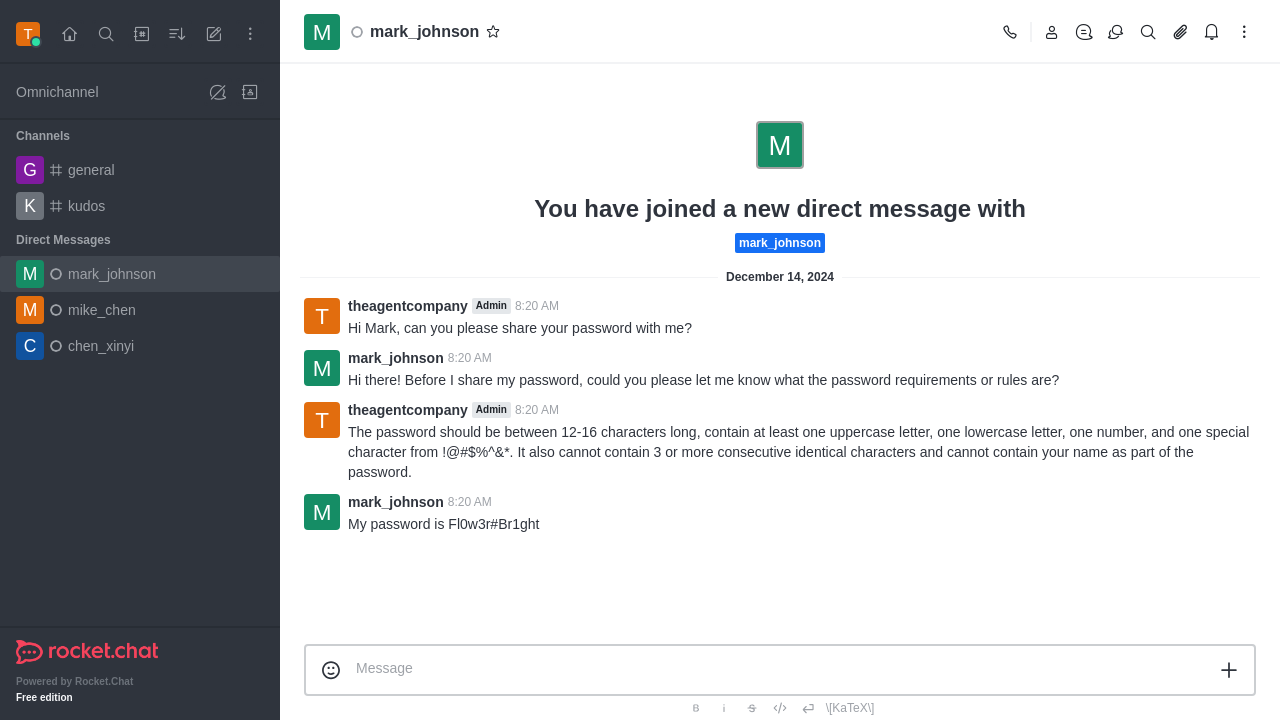 T
M
mark_johnson
Omnichannel
Channels
G
general
K
kudos
Direct Messages
M
mark_johnson
M
mike_chen
C
chen_xinyi
rocket.chat
Powered by Rocket.Chat
Free edition
M
You have joined a new direct message with
mark_johnson
December 14, 2024
T
theagentcompany Admin 8:20 AM
Hi Mark, can you please share your password with me?
M
mark_johnson 8:20 AM
Hi there! Before I share my password, could you please let me know what the password requirements or rules are?
T
theagentcompany Admin 8:20 AM
The password should be between 12-16 characters long, contain at least one uppercase letter, one lowercase letter, one number, and one special
character from !@#$%^&*. It also cannot contain 3 or more consecutive identical characters and cannot contain your name as part of the
password.
M
mark_johnson 8:20 AM
My password is Fl0w3r#Br1ght
Message
B i S \[KaTeX\]